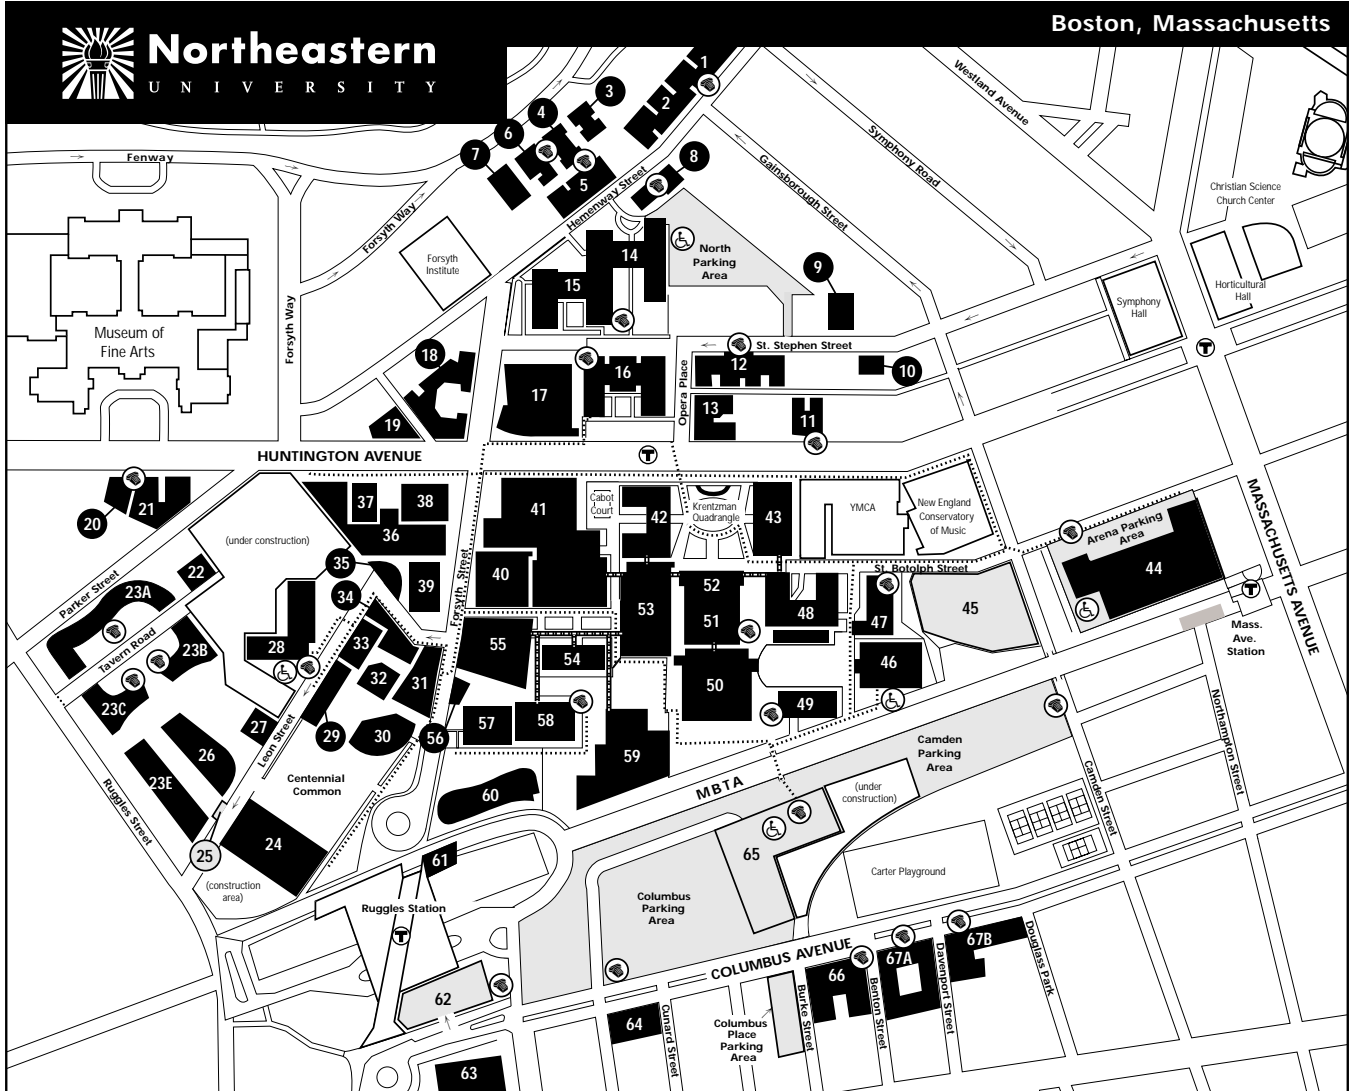 Boston, Massachusetts
Northeastern
UNIVERSITY
1
2
3
4
6
7
5
8
Fenway
Forsyth Way
Hemenway Street
Gainsborough Street
Symphony Road
Westland Avenue
Christian Science
Church Center
Forsyth
Institute
14
15
North
Parking
Area
9
Symphony
Hall
Horticultural
Hall
Museum of
Fine Arts
Forsyth Way
18
19
17
16
Opera Place
St. Stephen Street
12
10
13
11
T
T
HUNTINGTON AVENUE
20
21
37
38
36
(under construction)
35
34
39
22
Parker Street
23A
Tavern Road
23B
23C
23E
Ruggles Street
28
33
32
31
29
30
27
26
Leon Street
Centennial
Common
24
25
(construction
area)
Forsyth Street
41
40
Cabot
Court
42
Krentzman
Quadrangle
43
YMCA
New England
Conservatory
of Music
Arena Parking
Area
44
MASSACHUSETTS AVENUE
St. Botolph Street
45
T
Mass.
Ave.
Station
53
52
51
48
47
46
55
54
50
49
56
57
58
59
60
MBTA
Camden
Parking
Area
Northampton Street
Camden Street
(under
construction)
65
Carter Playground
61
Ruggles Station
T
62
63
Columbus
Parking
Area
COLUMBUS AVENUE
64
Cunard Street
Columbus
Place
Parking
Area
Burke Street
66
Benton Street
67A
Davenport Street
67B
Douglass Park